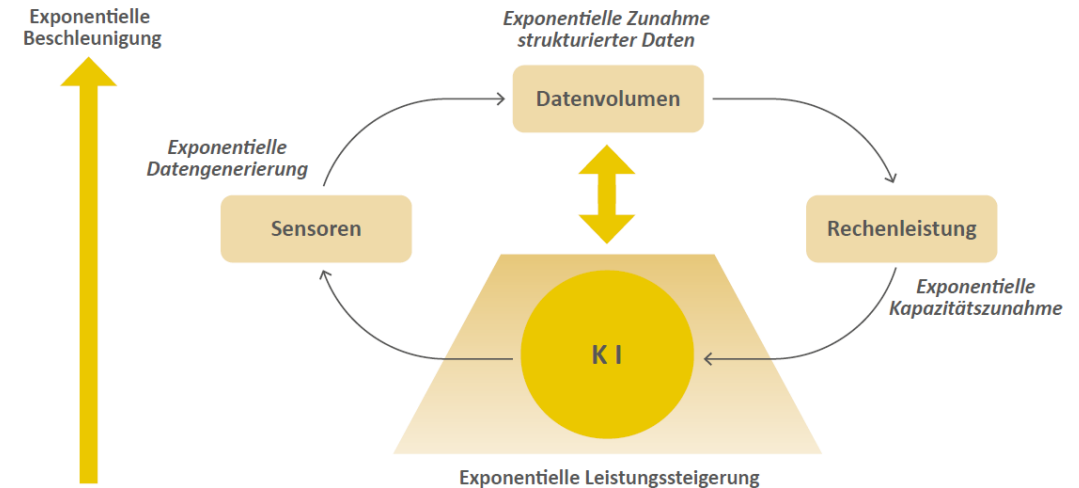 Exponentielle
Beschleunigung
Exponentielle Zunahme
strukturierter Daten
Datenvolumen
Exponentielle
Datengenerierung
Sensoren
Rechenleistung
Exponentielle
Kapazitätszunahme
K I
Exponentielle Leistungssteigerung